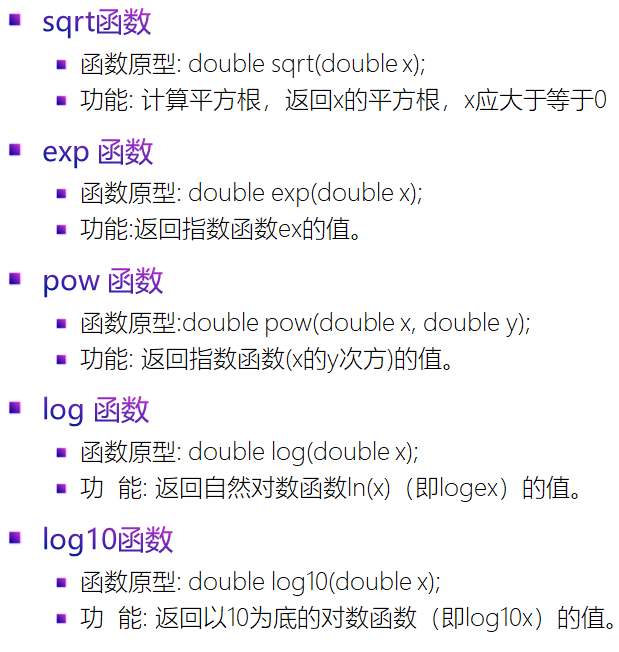 sqrt函数
函数原型: double sqrt(double x);
功能: 计算平方根，返回x的平方根，x应大于等于0
exp 函数
函数原型: double exp(double x);
功能:返回指数函数ex的值。
pow 函数
函数原型:double pow(double x, double y);
功能: 返回指数函数(x的y次方)的值。
log 函数
函数原型: double log(double x);
功 能: 返回自然对数函数ln(x)（即logex）的值。
log10函数
函数原型: double log10(double x);
功 能: 返回以10为底的对数函数（即log10x）的值。